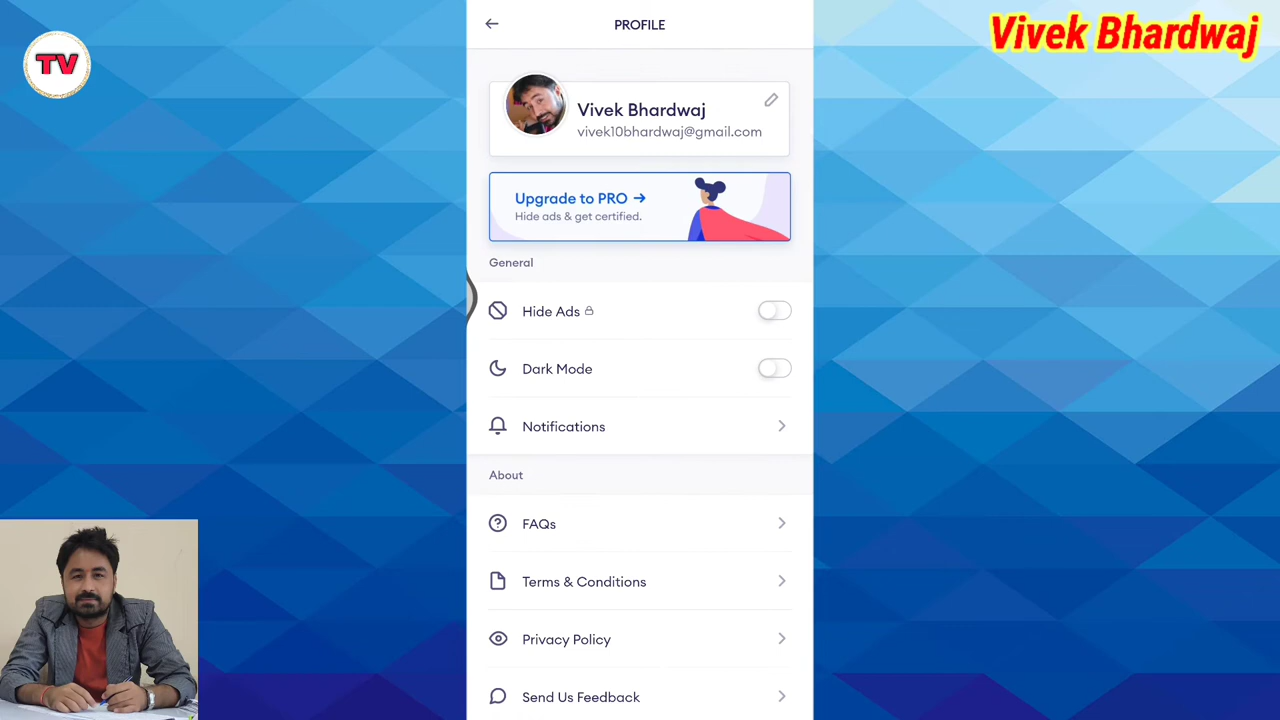 TV
Vivek Bhardwaj
PROFILE
Vivek Bhardwaj
vivek10bhardwaj@gmail.com
Upgrade to PRO →
Hide ads & get certified.
General
Hide Ads
Dark Mode
Notifications
About
FAQs
Terms & Conditions
Privacy Policy
Send Us Feedback